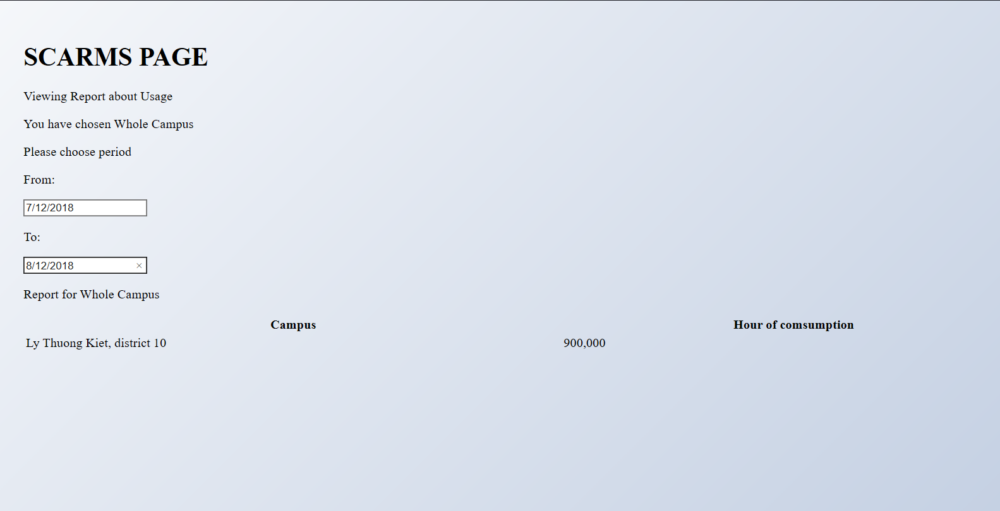 SCARMS PAGE
Viewing Report about Usage
You have chosen Whole Campus
Please choose period
From:
7/12/2018
To:
8/12/2018 ×
Report for Whole Campus
Campus Hour of comsumption
Ly Thuong Kiet, district 10 900,000